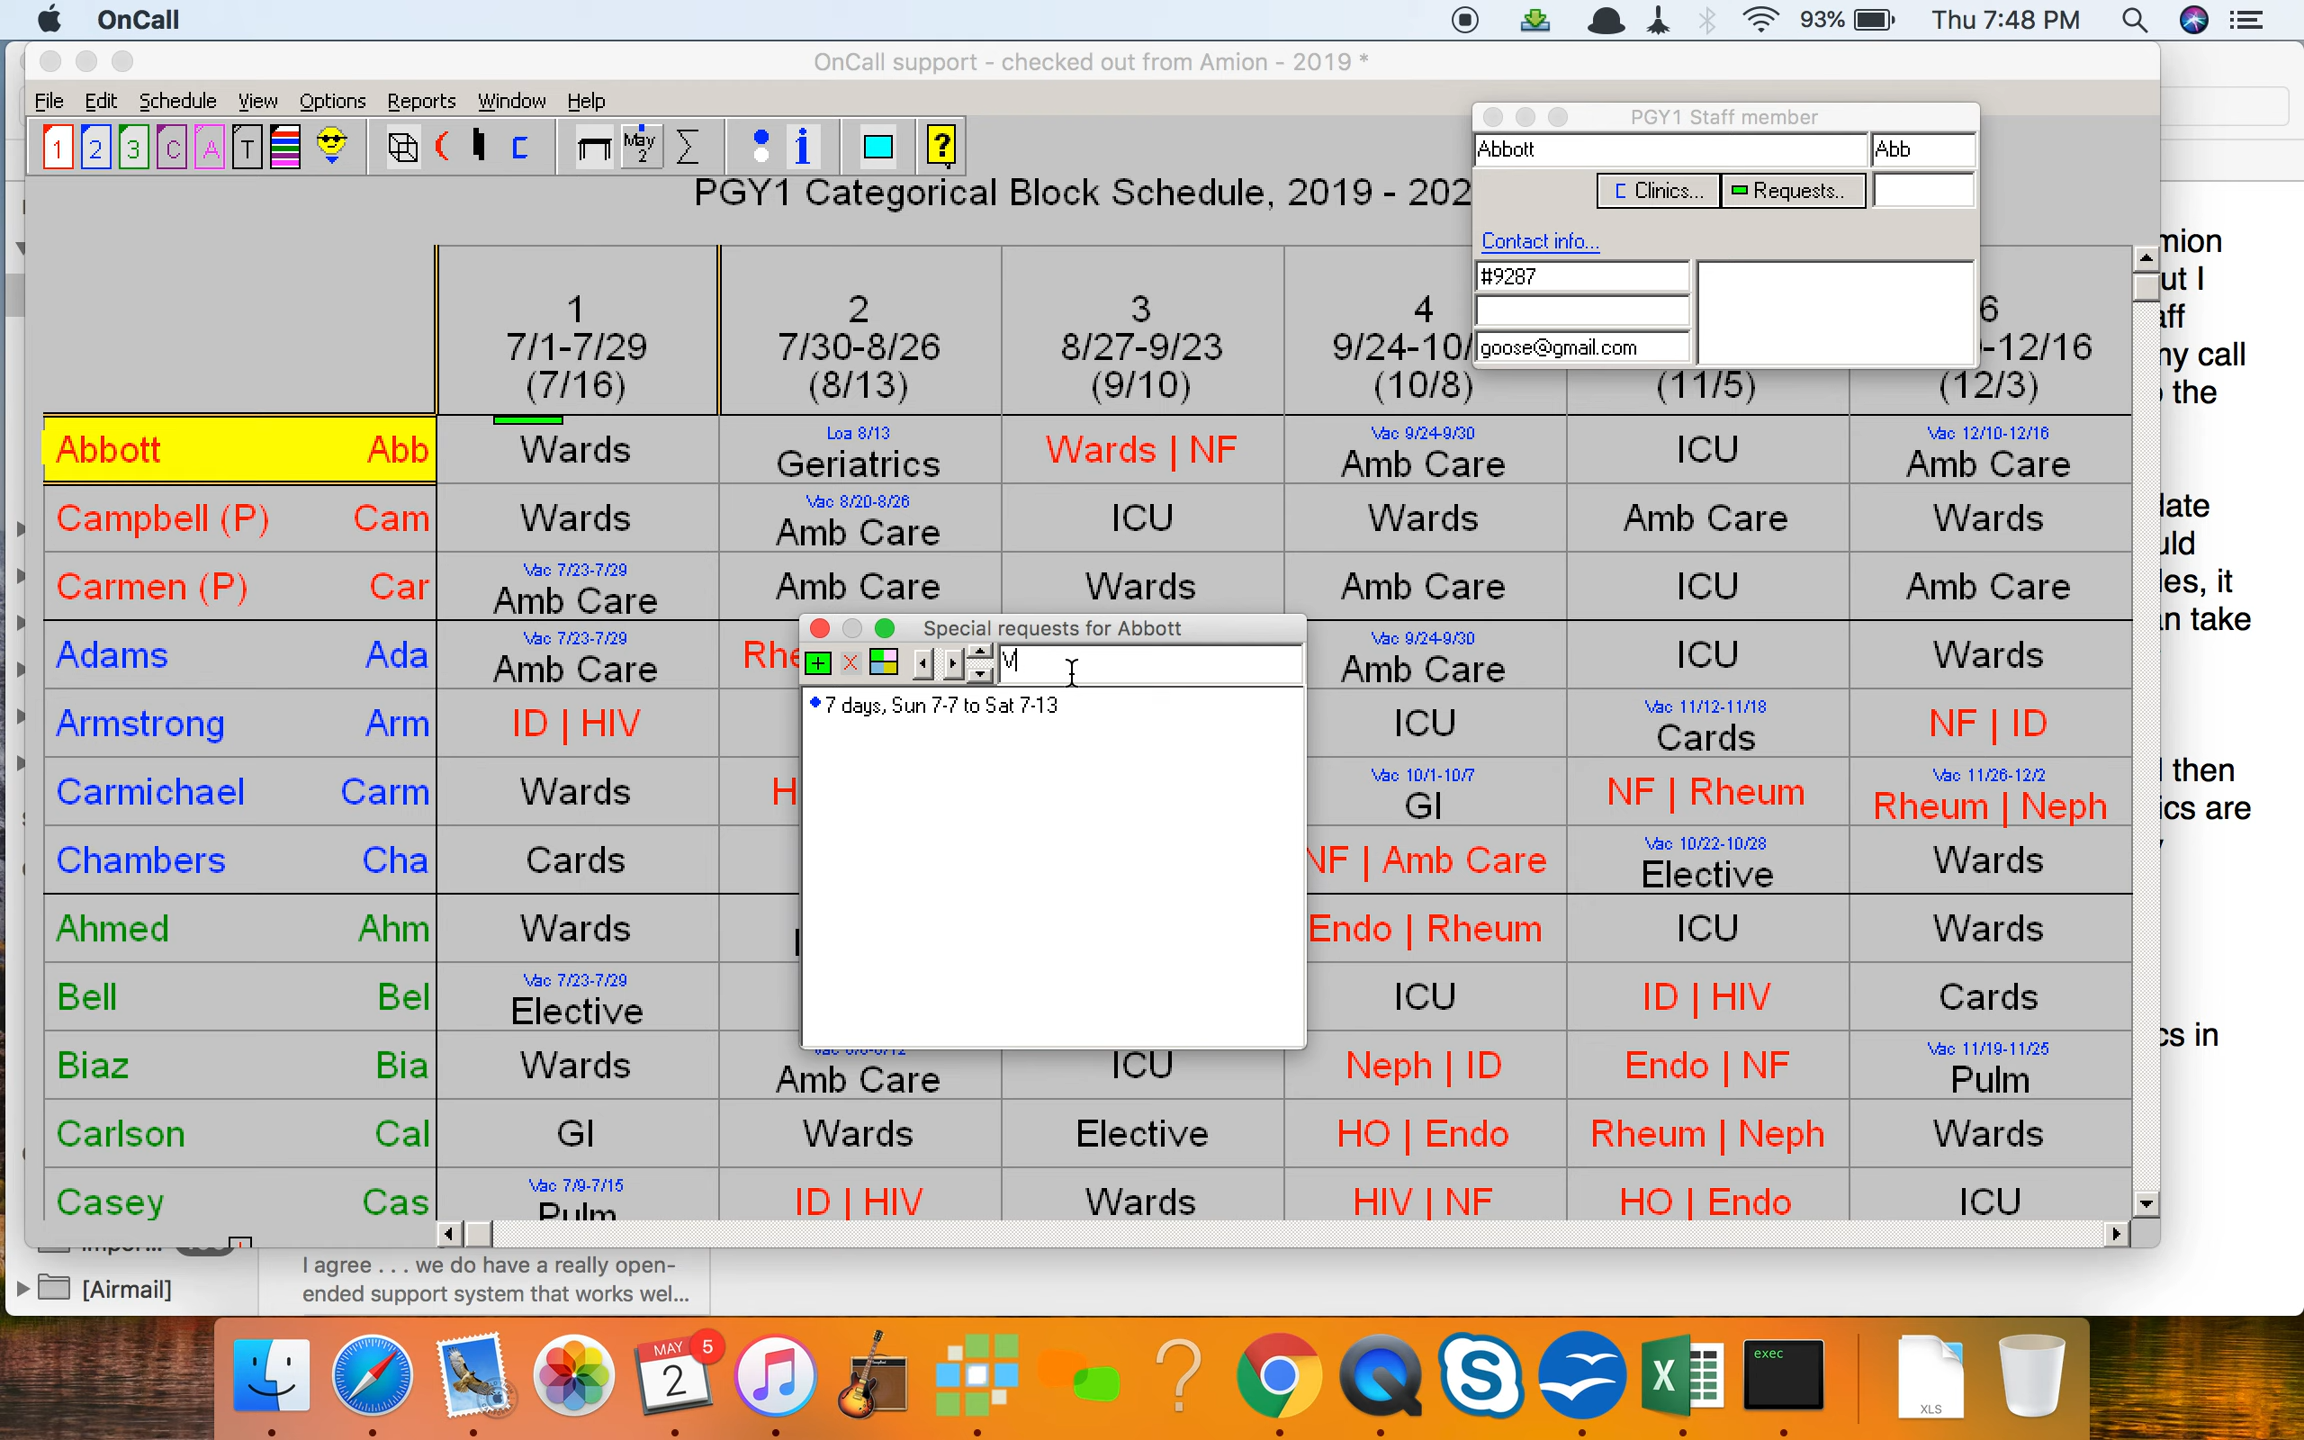 OnCall
93%
Thu 7:48 PM
OnCall support - checked out from Amion - 2019 *
File Edit Schedule View Options Reports Window Help
1 2 3 C A T May 2 Σ i ?
PGY1 Categorical Block Schedule, 2019 - 202
PGY1 Staff member
Abbott Abb
Clinics... Requests..
Contact info...
#9287
goose@gmail.com
1 2 3 4 6
7/1-7/29 7/30-8/26 8/27-9/23 9/24-10/ -12/16
(7/16) (8/13) (9/10) (10/8) (11/5) (12/3)
Loa 8/13 Vac 9/24-9/30 Vac 12/10-12/16
Abbott Abb Wards Geriatrics Wards | NF Amb Care ICU Amb Care
Vac 8/20-8/26
Campbell (P) Cam Wards Amb Care ICU Wards Amb Care Wards
Vac 7/23-7/29
Carmen (P) Car Amb Care Amb Care Wards Amb Care ICU Amb Care
Vac 7/23-7/29 Vac 9/24-9/30
Adams Ada Amb Care Rhe Amb Care ICU Wards
Vac 11/12-11/18
Armstrong Arm ID | HIV ICU Cards NF | ID
Vac 10/1-10/7 Vac 11/26-12/2
Carmichael Carm Wards H GI NF | Rheum Rheum | Neph
Vac 10/22-10/28
Chambers Cha Cards NF | Amb Care Elective Wards
Ahmed Ahm Wards Endo | Rheum ICU Wards
Vac 7/23-7/29
Bell Bel Elective ICU ID | HIV Cards
Vac 11/19-11/25
Biaz Bia Wards Amb Care ICU Neph | ID Endo | NF Pulm
Carlson Cal GI Wards Elective HO | Endo Rheum | Neph Wards
Vac 7/9-7/15
Casey Cas Pulm ID | HIV Wards HIV | NF HO | Endo ICU
Special requests for Abbott
V
7 days, Sun 7-7 to Sat 7-13
mion
ut I
aff
ny call
the
date
uld
les, it
n take
then
ics are
cs in
[Airmail]
I agree . . . we do have a really open-
ended support system that works wel...
MAY
2
5
?
exec
XLS